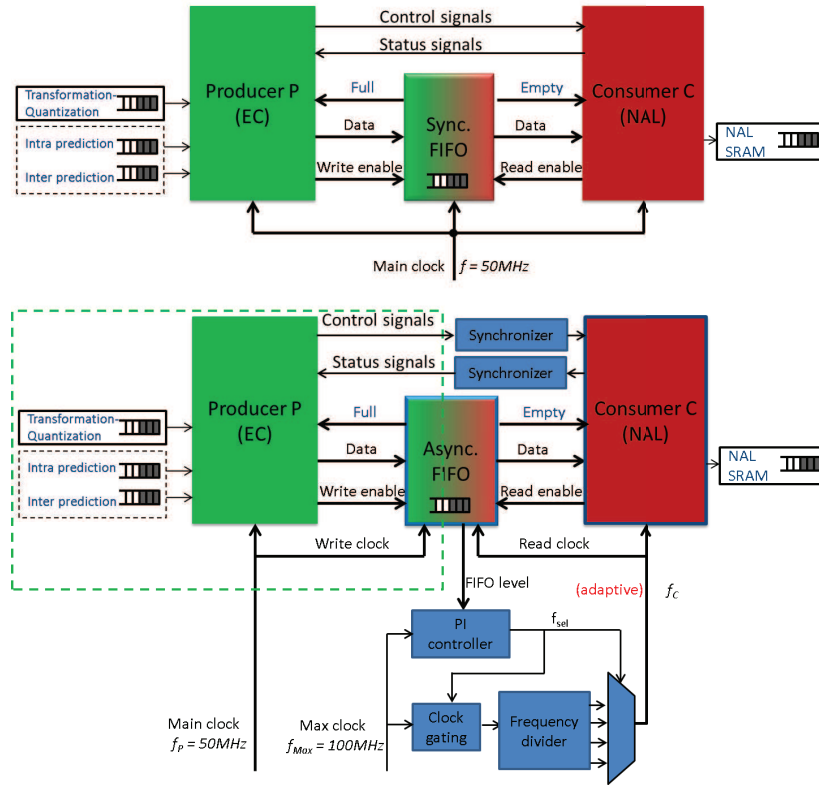 Control signals
Status signals
Transformation-
Quantization
Intra prediction
Inter prediction
Producer P
(EC)
Full
Data
Write enable
Sync.
FIFO
Empty
Data
Read enable
Consumer C
(NAL)
NAL
SRAM
Main clock f = 50MHz
Control signals
Status signals
Synchronizer
Synchronizer
Transformation-
Quantization
Intra prediction
Inter prediction
Producer P
(EC)
Full
Data
Write enable
Async.
FIFO
Empty
Data
Read enable
Consumer C
(NAL)
NAL
SRAM
Write clock
Read clock
FIFO level
(adaptive)
fC
PI
controller
fsel
Main clock
fP = 50MHz
Max clock
fMax = 100MHz
Clock
gating
Frequency
divider